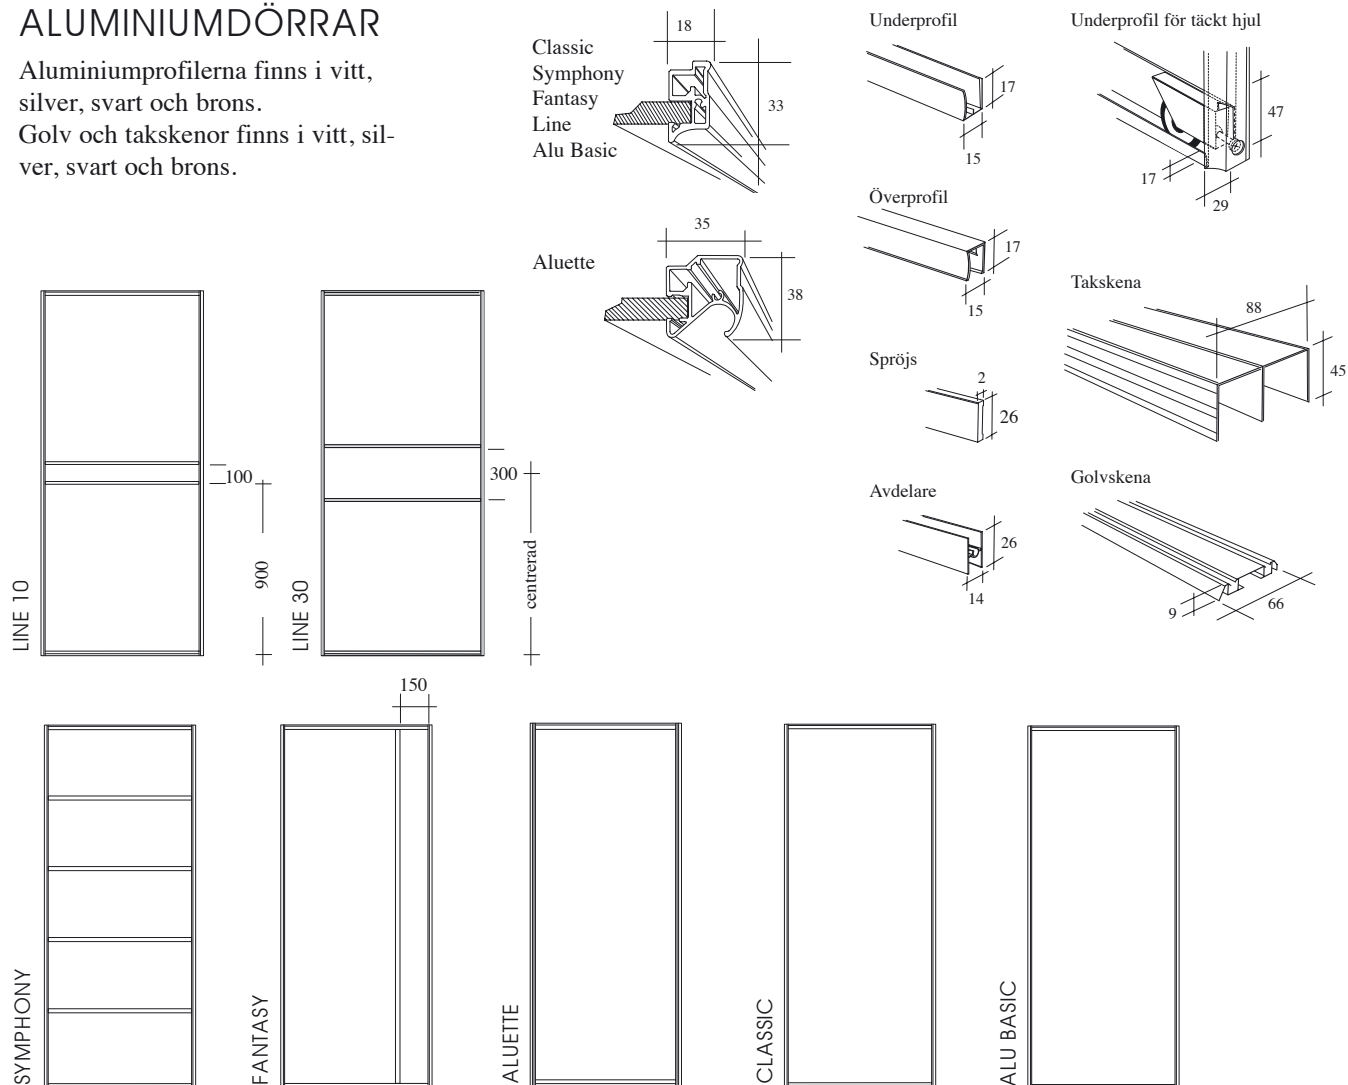 ALUMINIUMDÖRRAR
Aluminiumprofilerna finns i vitt,
silver, svart och brons.
Golv och takskenor finns i vitt, sil-
ver, svart och brons.
Classic
Symphony
Fantasy
Line
Alu Basic
18
33
Aluette
35
38
Underprofil
17
15
Överprofil
17
15
Spröjs
2
26
Avdelare
26
14
Underprofil för täckt hjul
47
17
29
Takskena
88
45
Golvskena
9
66
LINE 10
100
900
LINE 30
300
centrerad
SYMPHONY
150
FANTASY
ALUETTE
CLASSIC
ALU BASIC